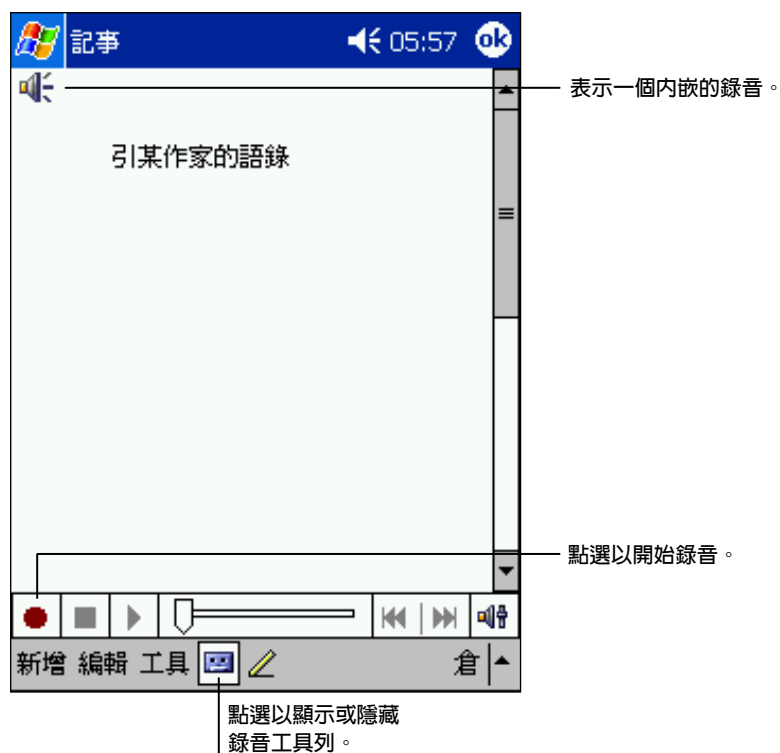 記事
05:57
ok
表示一個內嵌的錄音。
引某作家的語錄
點選以開始錄音。
新增 編輯 工具
倉
點選以顯示或隱藏
錄音工具列。